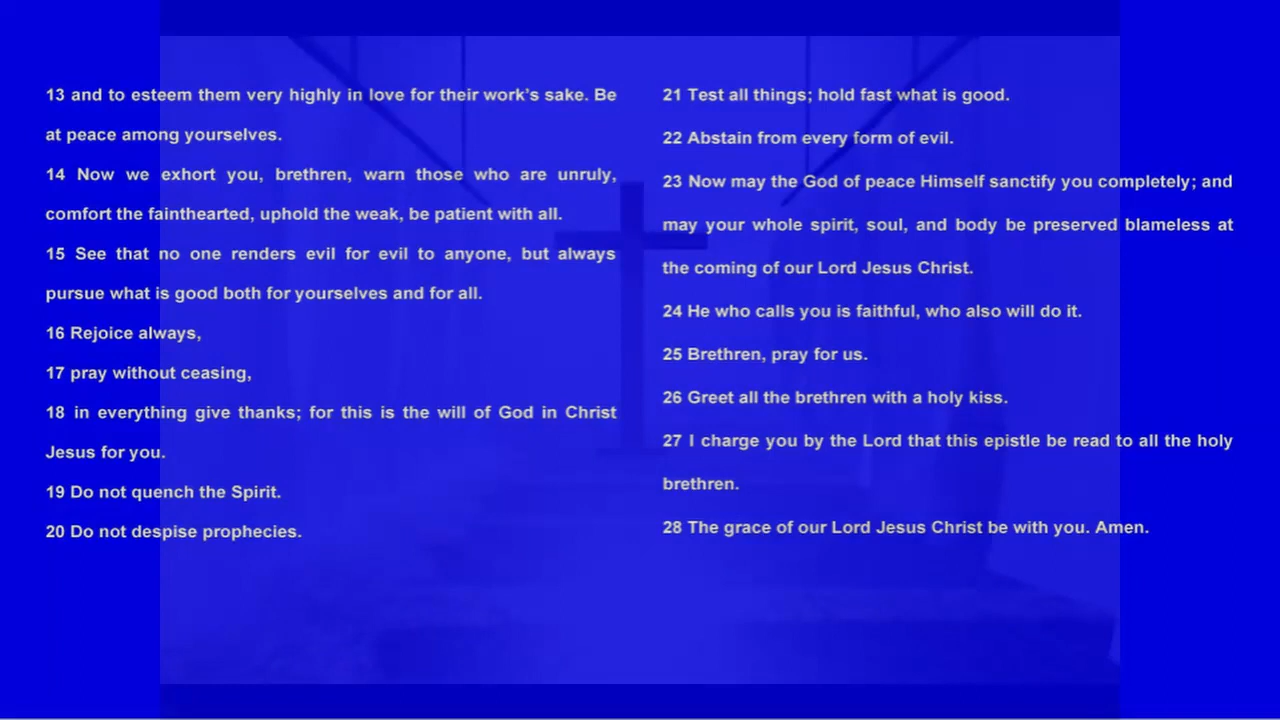 13 and to esteem them very highly in love for their work's sake. Be
at peace among yourselves.
14 Now we exhort you, brethren, warn those who are unruly,
comfort the fainthearted, uphold the weak, be patient with all.
15 See that no one renders evil for evil to anyone, but always
pursue what is good both for yourselves and for all.
16 Rejoice always,
17 pray without ceasing,
18 in everything give thanks; for this is the will of God in Christ
Jesus for you.
19 Do not quench the Spirit.
20 Do not despise prophecies.
21 Test all things; hold fast what is good.
22 Abstain from every form of evil.
23 Now may the God of peace Himself sanctify you completely; and
may your whole spirit, soul, and body be preserved blameless at
the coming of our Lord Jesus Christ.
24 He who calls you is faithful, who also will do it.
25 Brethren, pray for us.
26 Greet all the brethren with a holy kiss.
27 I charge you by the Lord that this epistle be read to all the holy
brethren.
28 The grace of our Lord Jesus Christ be with you. Amen.